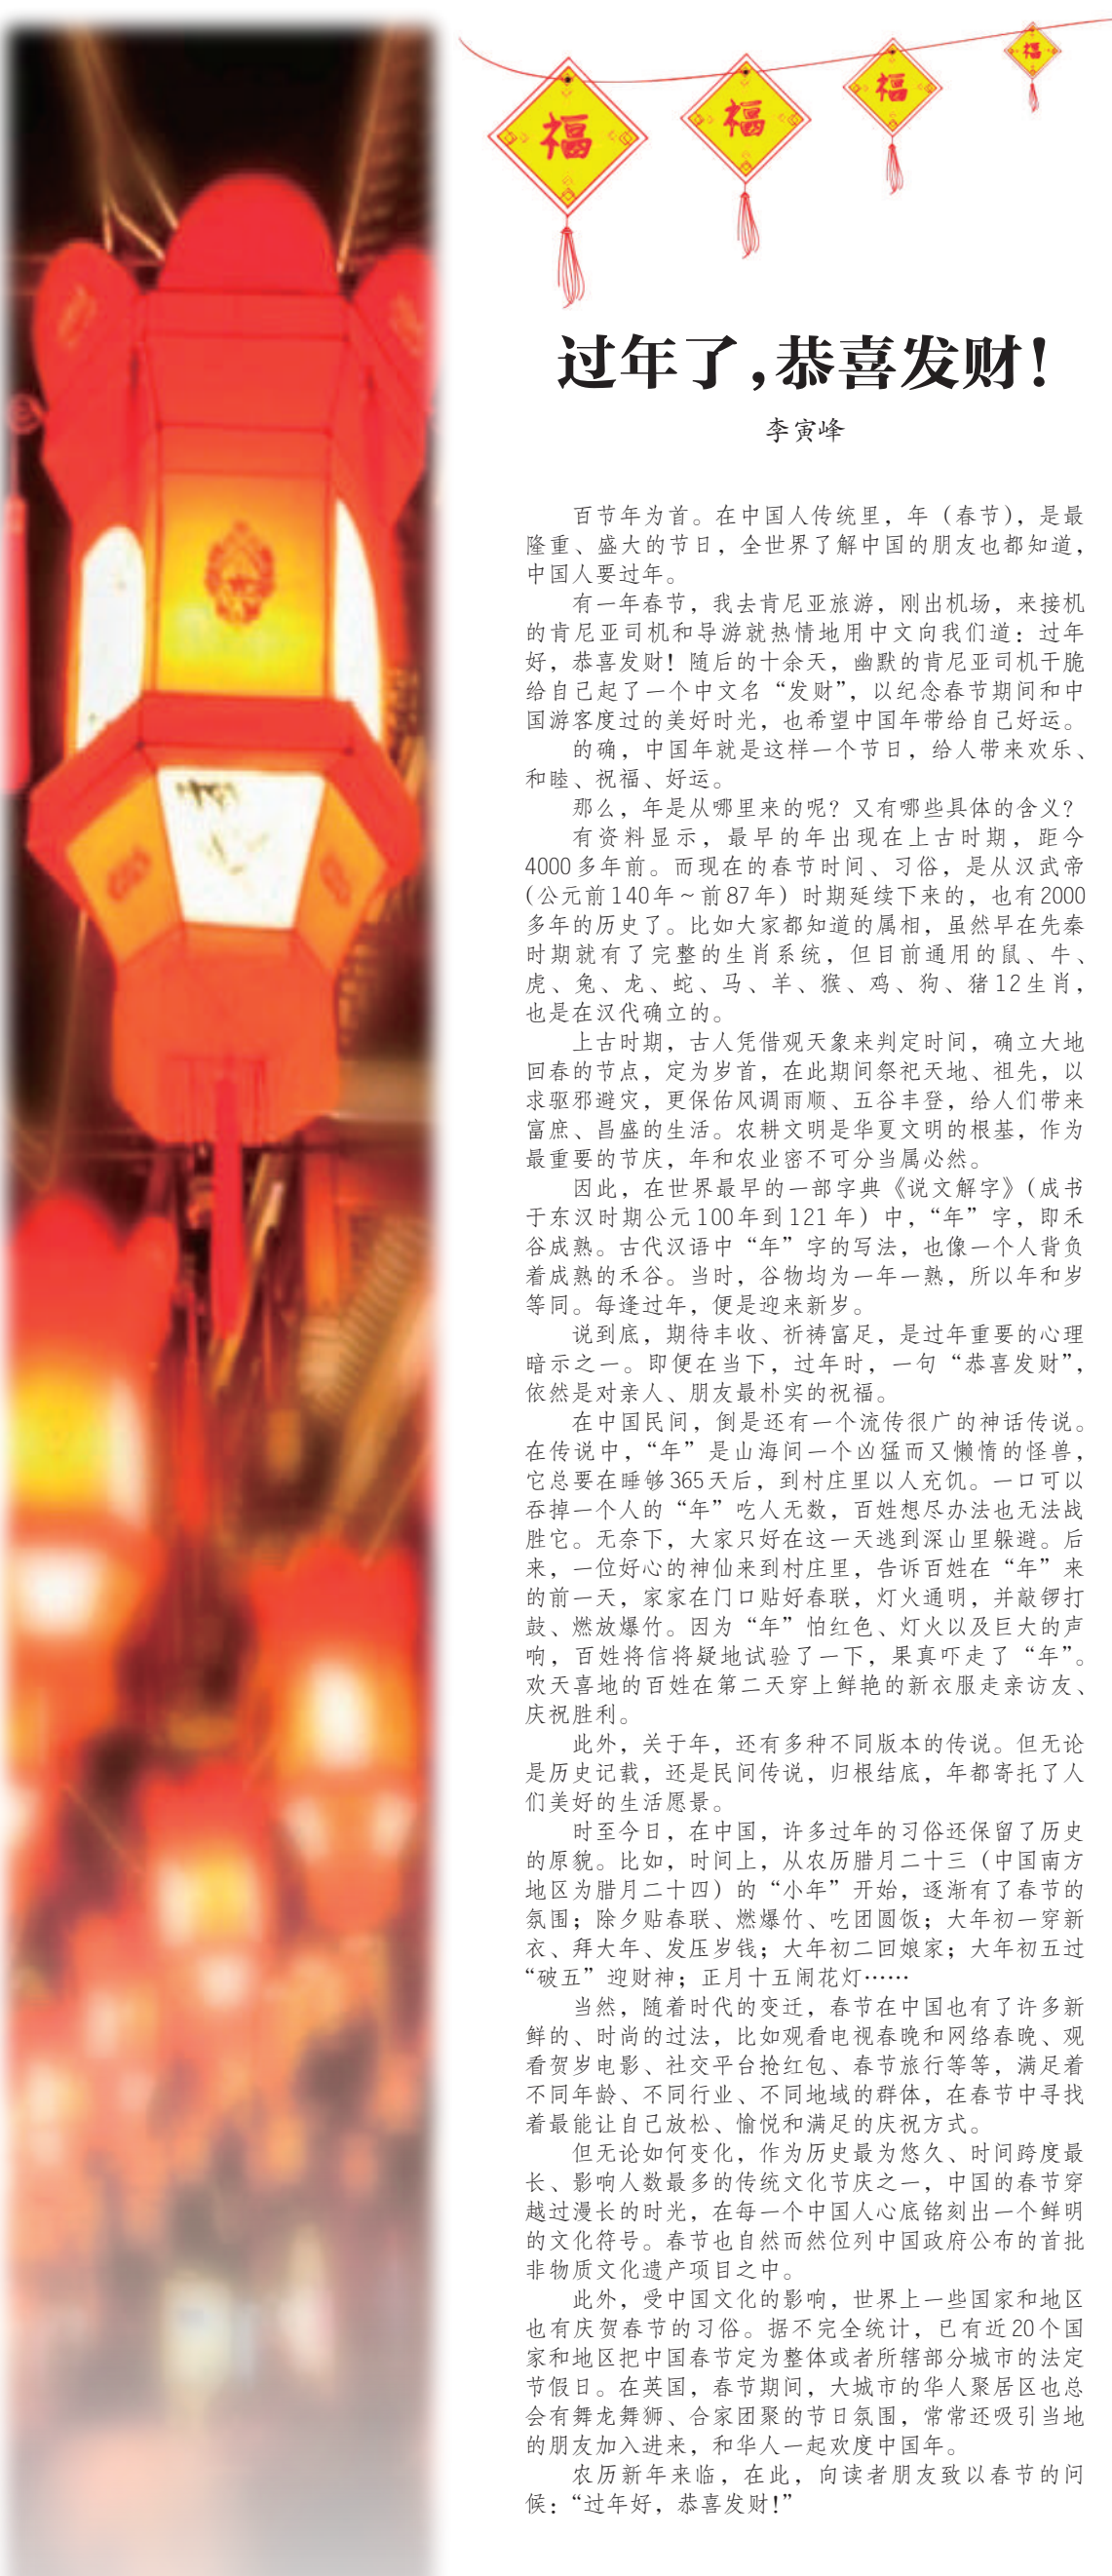 福
福
福
福
过年了，恭喜发财！
李寅峰
百节年为首。在中国人传统里，年（春节），是最
隆重、盛大的节日，全世界了解中国的朋友也都知道，
中国人要过年。
有一年春节，我去肯尼亚旅游，刚出机场，来接机
的肯尼亚司机和导游就热情地用中文向我们道：过年
好，恭喜发财！随后的十余天，幽默的肯尼亚司机干脆
给自己起了一个中文名“发财”，以纪念春节期间和中
国游客度过的美好时光，也希望中国年带给自己好运。
的确，中国年就是这样一个节日，给人带来欢乐、
和睦、祝福、好运。
那么，年是从哪里来的呢？又有哪些具体的含义？
有资料显示，最早的年出现在上古时期，距今
4000多年前。而现在的春节时间、习俗，是从汉武帝
（公元前140年～前87年）时期延续下来的，也有2000
多年的历史了。比如大家都知道的属相，虽然早在先秦
时期就有了完整的生肖系统，但目前通用的鼠、牛、
虎、兔、龙、蛇、马、羊、猴、鸡、狗、猪12生肖，
也是在汉代确立的。
上古时期，古人凭借观天象来判定时间，确立大地
回春的节点，定为岁首，在此期间祭祀天地、祖先，以
求驱邪避灾，更保佑风调雨顺、五谷丰登，给人们带来
富庶、昌盛的生活。农耕文明是华夏文明的根基，作为
最重要的节庆，年和农业密不可分当属必然。
因此，在世界最早的一部字典《说文解字》（成书
于东汉时期公元100年到121年）中，“年”字，即禾
谷成熟。古代汉语中“年”字的写法，也像一个人背负
着成熟的禾谷。当时，谷物均为一年一熟，所以年和岁
等同。每逢过年，便是迎来新岁。
说到底，期待丰收、祈祷富足，是过年重要的心理
暗示之一。即便在当下，过年时，一句“恭喜发财”，
依然是对亲人、朋友最朴实的祝福。
在中国民间，倒是还有一个流传很广的神话传说。
在传说中，“年”是山海间一个凶猛而又懒惰的怪兽，
它总要在睡够365天后，到村庄里以人充饥。一口可以
吞掉一个人的“年”吃人无数，百姓想尽办法也无法战
胜它。无奈下，大家只好在这一天逃到深山里躲避。后
来，一位好心的神仙来到村庄里，告诉百姓在“年”来
的前一天，家家在门口贴好春联，灯火通明，并敲锣打
鼓、燃放爆竹。因为“年”怕红色、灯火以及巨大的声
响，百姓将信将疑地试验了一下，果真吓走了“年”。
欢天喜地的百姓在第二天穿上鲜艳的新衣服走亲访友、
庆祝胜利。
此外，关于年，还有多种不同版本的传说。但无论
是历史记载，还是民间传说，归根结底，年都寄托了人
们美好的生活愿景。
时至今日，在中国，许多过年的习俗还保留了历史
的原貌。比如，时间上，从农历腊月二十三（中国南方
地区为腊月二十四）的“小年”开始，逐渐有了春节的
氛围；除夕贴春联、燃爆竹、吃团圆饭；大年初一穿新
衣、拜大年、发压岁钱；大年初二回娘家；大年初五过
“破五”迎财神；正月十五闹花灯……
当然，随着时代的变迁，春节在中国也有了许多新
鲜的、时尚的过法，比如观看电视春晚和网络春晚、观
看贺岁电影、社交平台抢红包、春节旅行等等，满足着
不同年龄、不同行业、不同地域的群体，在春节中寻找
着最能让自己放松、愉悦和满足的庆祝方式。
但无论如何变化，作为历史最为悠久、时间跨度最
长、影响人数最多的传统文化节庆之一，中国的春节穿
越过漫长的时光，在每一个中国人心底铭刻出一个鲜明
的文化符号。春节也自然而然位列中国政府公布的首批
非物质文化遗产项目之中。
此外，受中国文化的影响，世界上一些国家和地区
也有庆贺春节的习俗。据不完全统计，已有近20个国
家和地区把中国春节定为整体或者所辖部分城市的法定
节假日。在英国，春节期间，大城市的华人聚居区也总
会有舞龙舞狮、合家团聚的节日氛围，常常还吸引当地
的朋友加入进来，和华人一起欢度中国年。
农历新年来临，在此，向读者朋友致以春节的问
候：“过年好，恭喜发财！”